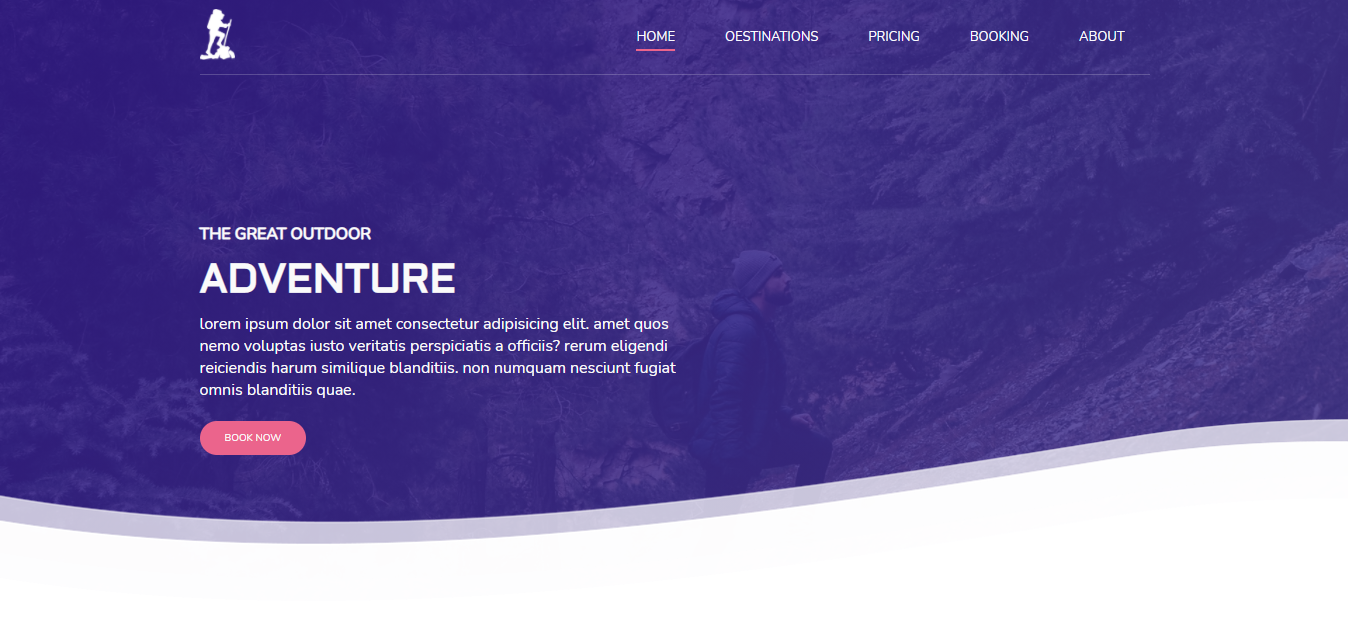 HOME OESTINATIONS PRICING BOOKING ABOUT
THE GREAT OUTDOOR
ADVENTURE
lorem ipsum dolor sit amet consectetur adipisicing elit. amet quos
nemo voluptas iusto veritatis perspiciatis a officiis? rerum eligendi
reiciendis harum similique blanditiis. non numquam nesciunt fugiat
omnis blanditiis quae.
BOOK NOW